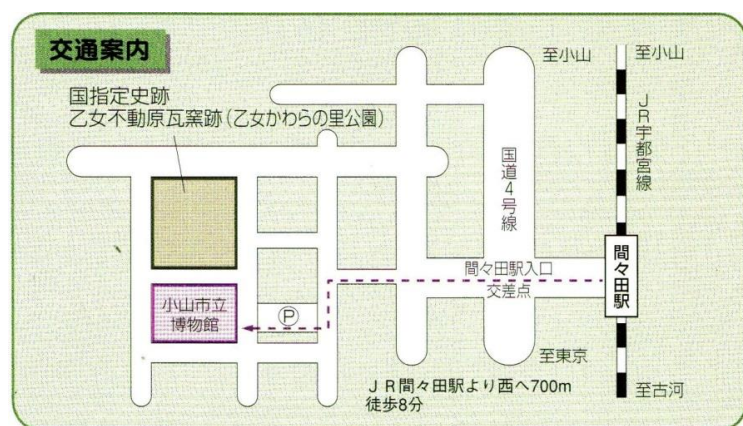 交通案内
国指定史跡
乙女不動原瓦窯跡（乙女かわらの里公園）
至小山
至小山
JR宇都宮線
国道4号線
間々田駅入口
交差点
間々田駅
小山市立
博物館
P
至東京
至古河
JR間々田駅より西へ700m
徒歩8分